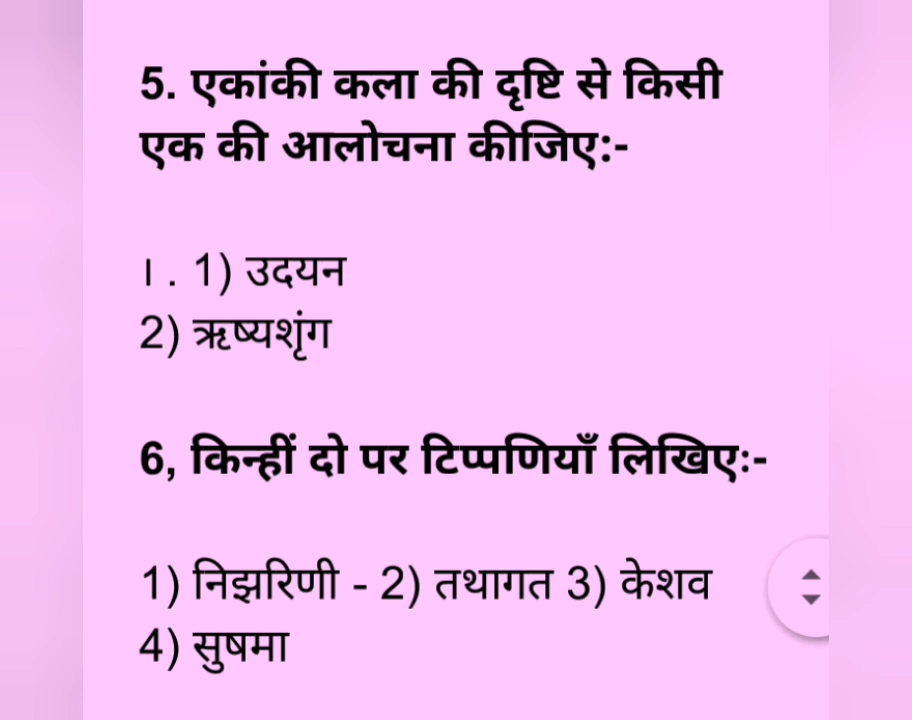 5. एकांकी कला की दृष्टि से किसी
एक की आलोचना कीजिए:-
। . 1) उदयन
2) ऋष्यशृंग
6, किन्हीं दो पर टिप्पणियाँ लिखिए:-
1) निझरिणी - 2) तथागत 3) केशव
4) सुषमा